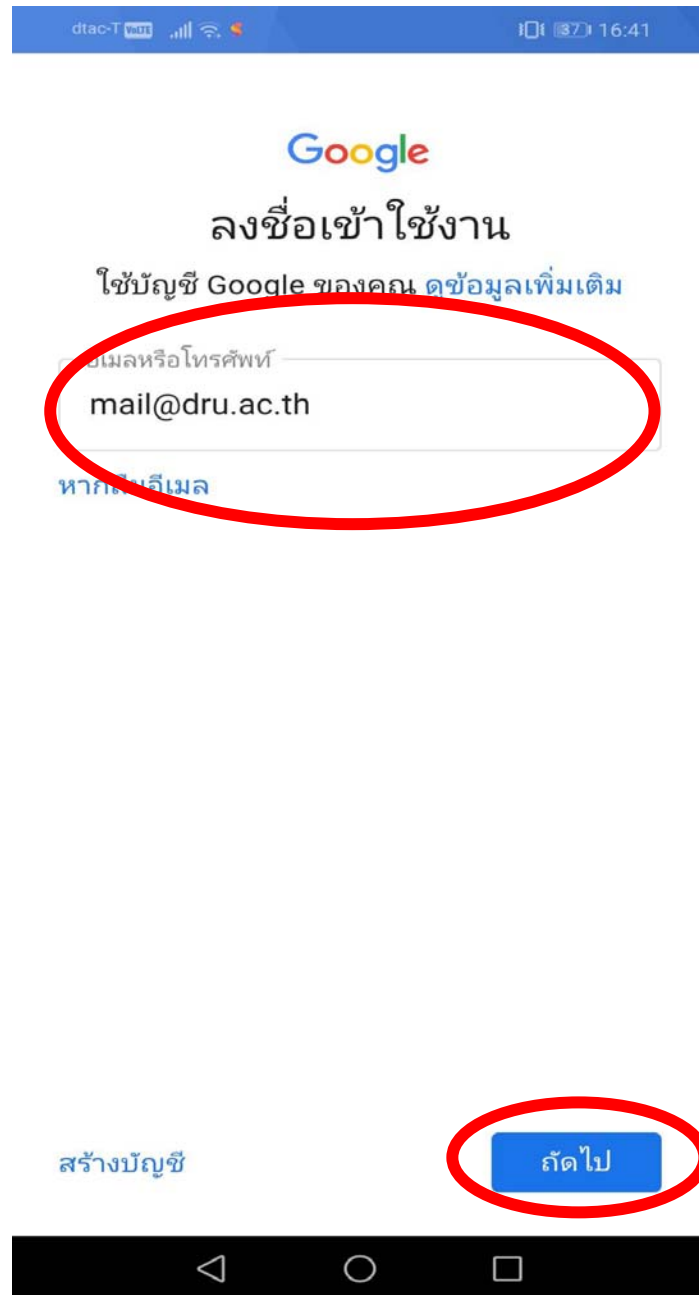 dtac-T VoLTE 37 16:41
Google
ลงชื่อเข้าใช้งาน
ใช้บัญชี Google ของคุณ ดูข้อมูลเพิ่มเติม
อีเมลหรือโทรศัพท์
mail@dru.ac.th
หากลืมอีเมล
สร้างบัญชี
ถัดไป